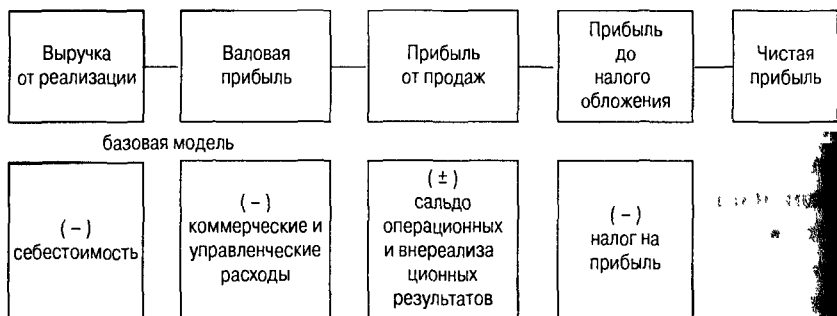 Выручка
от реализации
Валовая
прибыль
Прибыль
от продаж
Прибыль
до
налого
обложения
Чистая
прибыль
базовая модель
( – )
себестоимость
( – )
коммерческие и
управленческие
расходы
( ± )
сальдо
операционных
и внереализа
ционных
результатов
( – )
налог на
прибыль